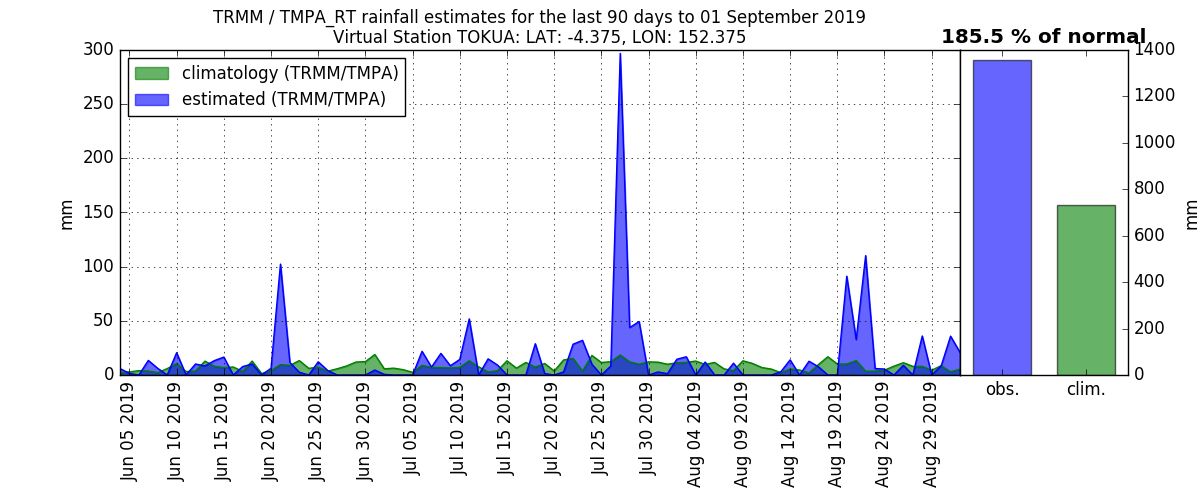 TRMM / TMPA_RT rainfall estimates for the last 90 days to 01 September 2019
Virtual Station TOKUA: LAT: -4.375, LON: 152.375
185.5 % of normal
climatology (TRMM/TMPA)
estimated (TRMM/TMPA)
300
250
200
150
100
50
0
mm
Jun 05 2019
Jun 10 2019
Jun 15 2019
Jun 20 2019
Jun 25 2019
Jun 30 2019
Jul 05 2019
Jul 10 2019
Jul 15 2019
Jul 20 2019
Jul 25 2019
Jul 30 2019
Aug 04 2019
Aug 09 2019
Aug 14 2019
Aug 19 2019
Aug 24 2019
Aug 29 2019
1400
1200
1000
800
600
400
200
0
mm
obs.
clim.